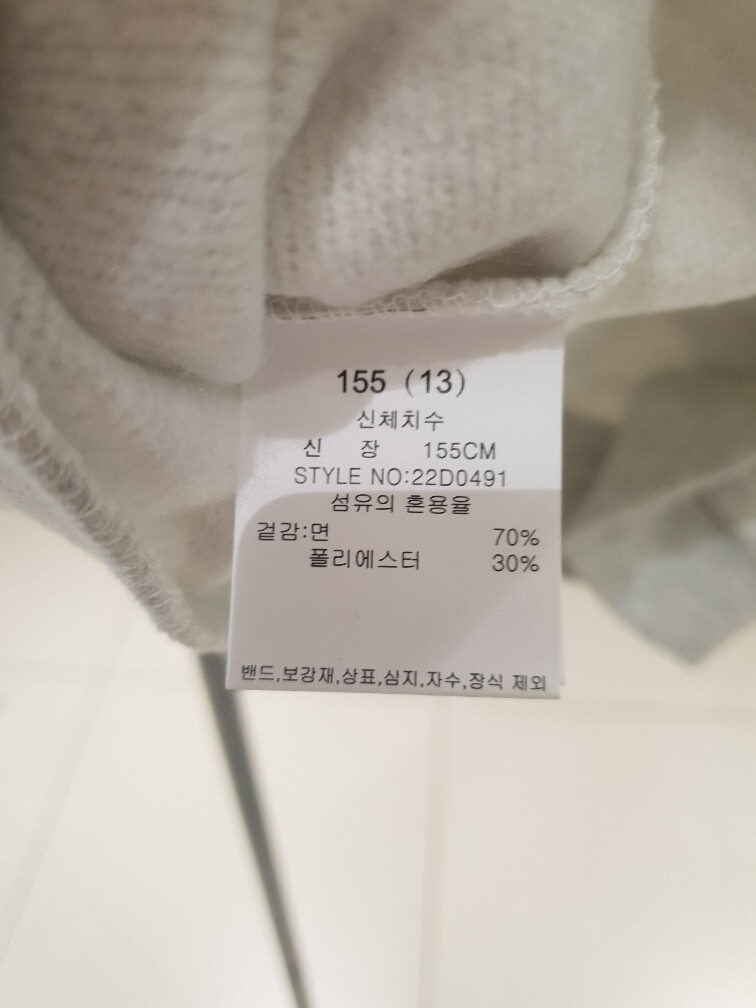 155 (13)
신체치수
신 장 155CM
STYLE NO:22D0491
섬유의 혼용율
겉감:면 70%
폴리에스터 30%
밴드,보강재,상표,심지,자수,장식 제외